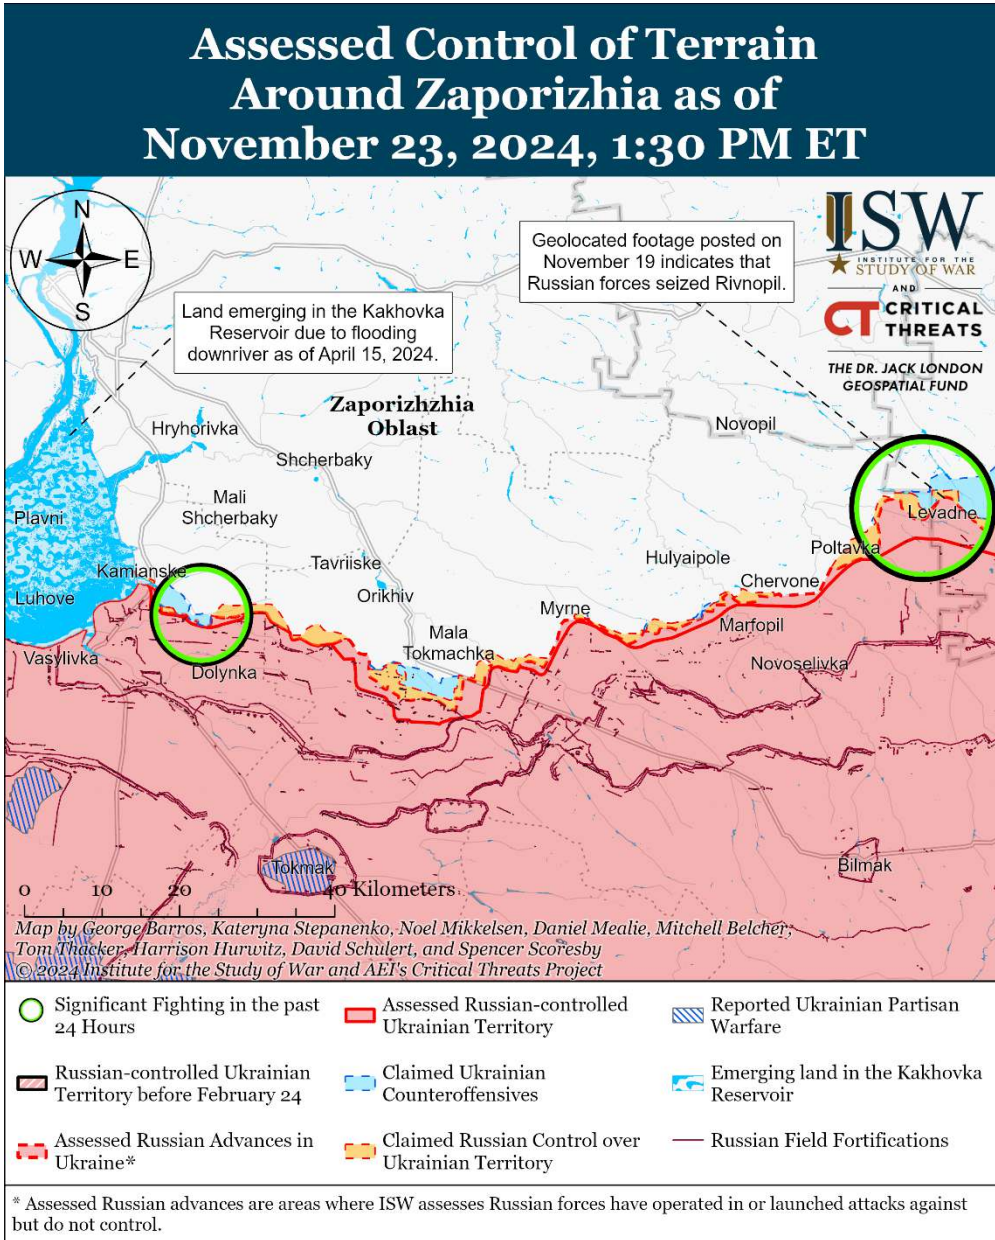 Assessed Control of Terrain
Around Zaporizhia as of
November 23, 2024, 1:30 PM ET
N
W
E
S
Land emerging in the Kakhovka
Reservoir due to flooding
downriver as of April 15, 2024.
Geolocated footage posted on
November 19 indicates that
Russian forces seized Rivnopil.
ISW
INSTITUTE FOR THE
STUDY OF WAR
AND
CT CRITICAL
THREATS
THE DR. JACK LONDON
GEOSPATIAL FUND
Zaporizhzhia
Oblast
Hryhorivka
Novopil
Shcherbaky
Mali
Shcherbaky
Plavni
Levadne
Poltavka
Hulyaipole
Tavriiske
Kamianske
Chervone
Luhove
Orikhiv
Myrne
Marfopil
Mala
Tokmachka
Vasylivka
Dolynka
Novoselivka
Tokmak
Bilmak
0 10 20 40 Kilometers
Map by George Barros, Kateryna Stepanenko, Noel Mikkelsen, Daniel Mealie, Mitchell Belcher,
Tom Thacker, Harrison Hurwitz, David Schulert, and Spencer Scoresby
© 2024 Institute for the Study of War and AEI's Critical Threats Project
Significant Fighting in the past
24 Hours
Russian-controlled Ukrainian
Territory before February 24
Assessed Russian Advances in
Ukraine*
Assessed Russian-controlled
Ukrainian Territory
Claimed Ukrainian
Counteroffensives
Claimed Russian Control over
Ukrainian Territory
Reported Ukrainian Partisan
Warfare
Emerging land in the Kakhovka
Reservoir
Russian Field Fortifications
* Assessed Russian advances are areas where ISW assesses Russian forces have operated in or launched attacks against
but do not control.